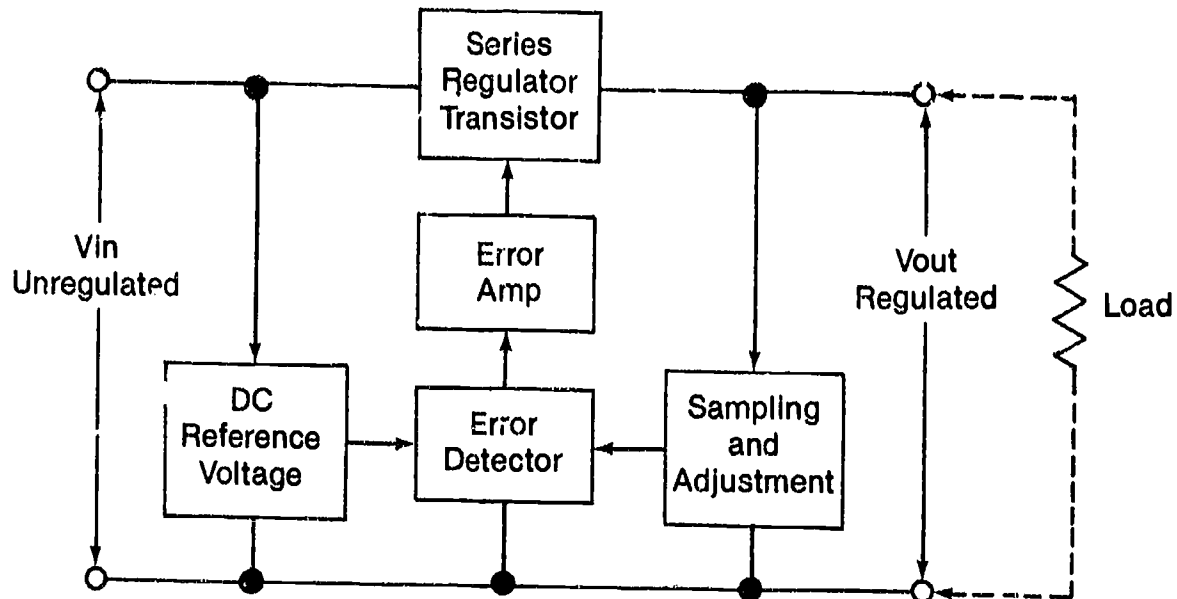 Series
Regulator
Transistor
Vin
Unregulated
Error
Amp
Vout
Regulated
Load
DC
Reference
Voltage
Error
Detector
Sampling
and
Adjustment